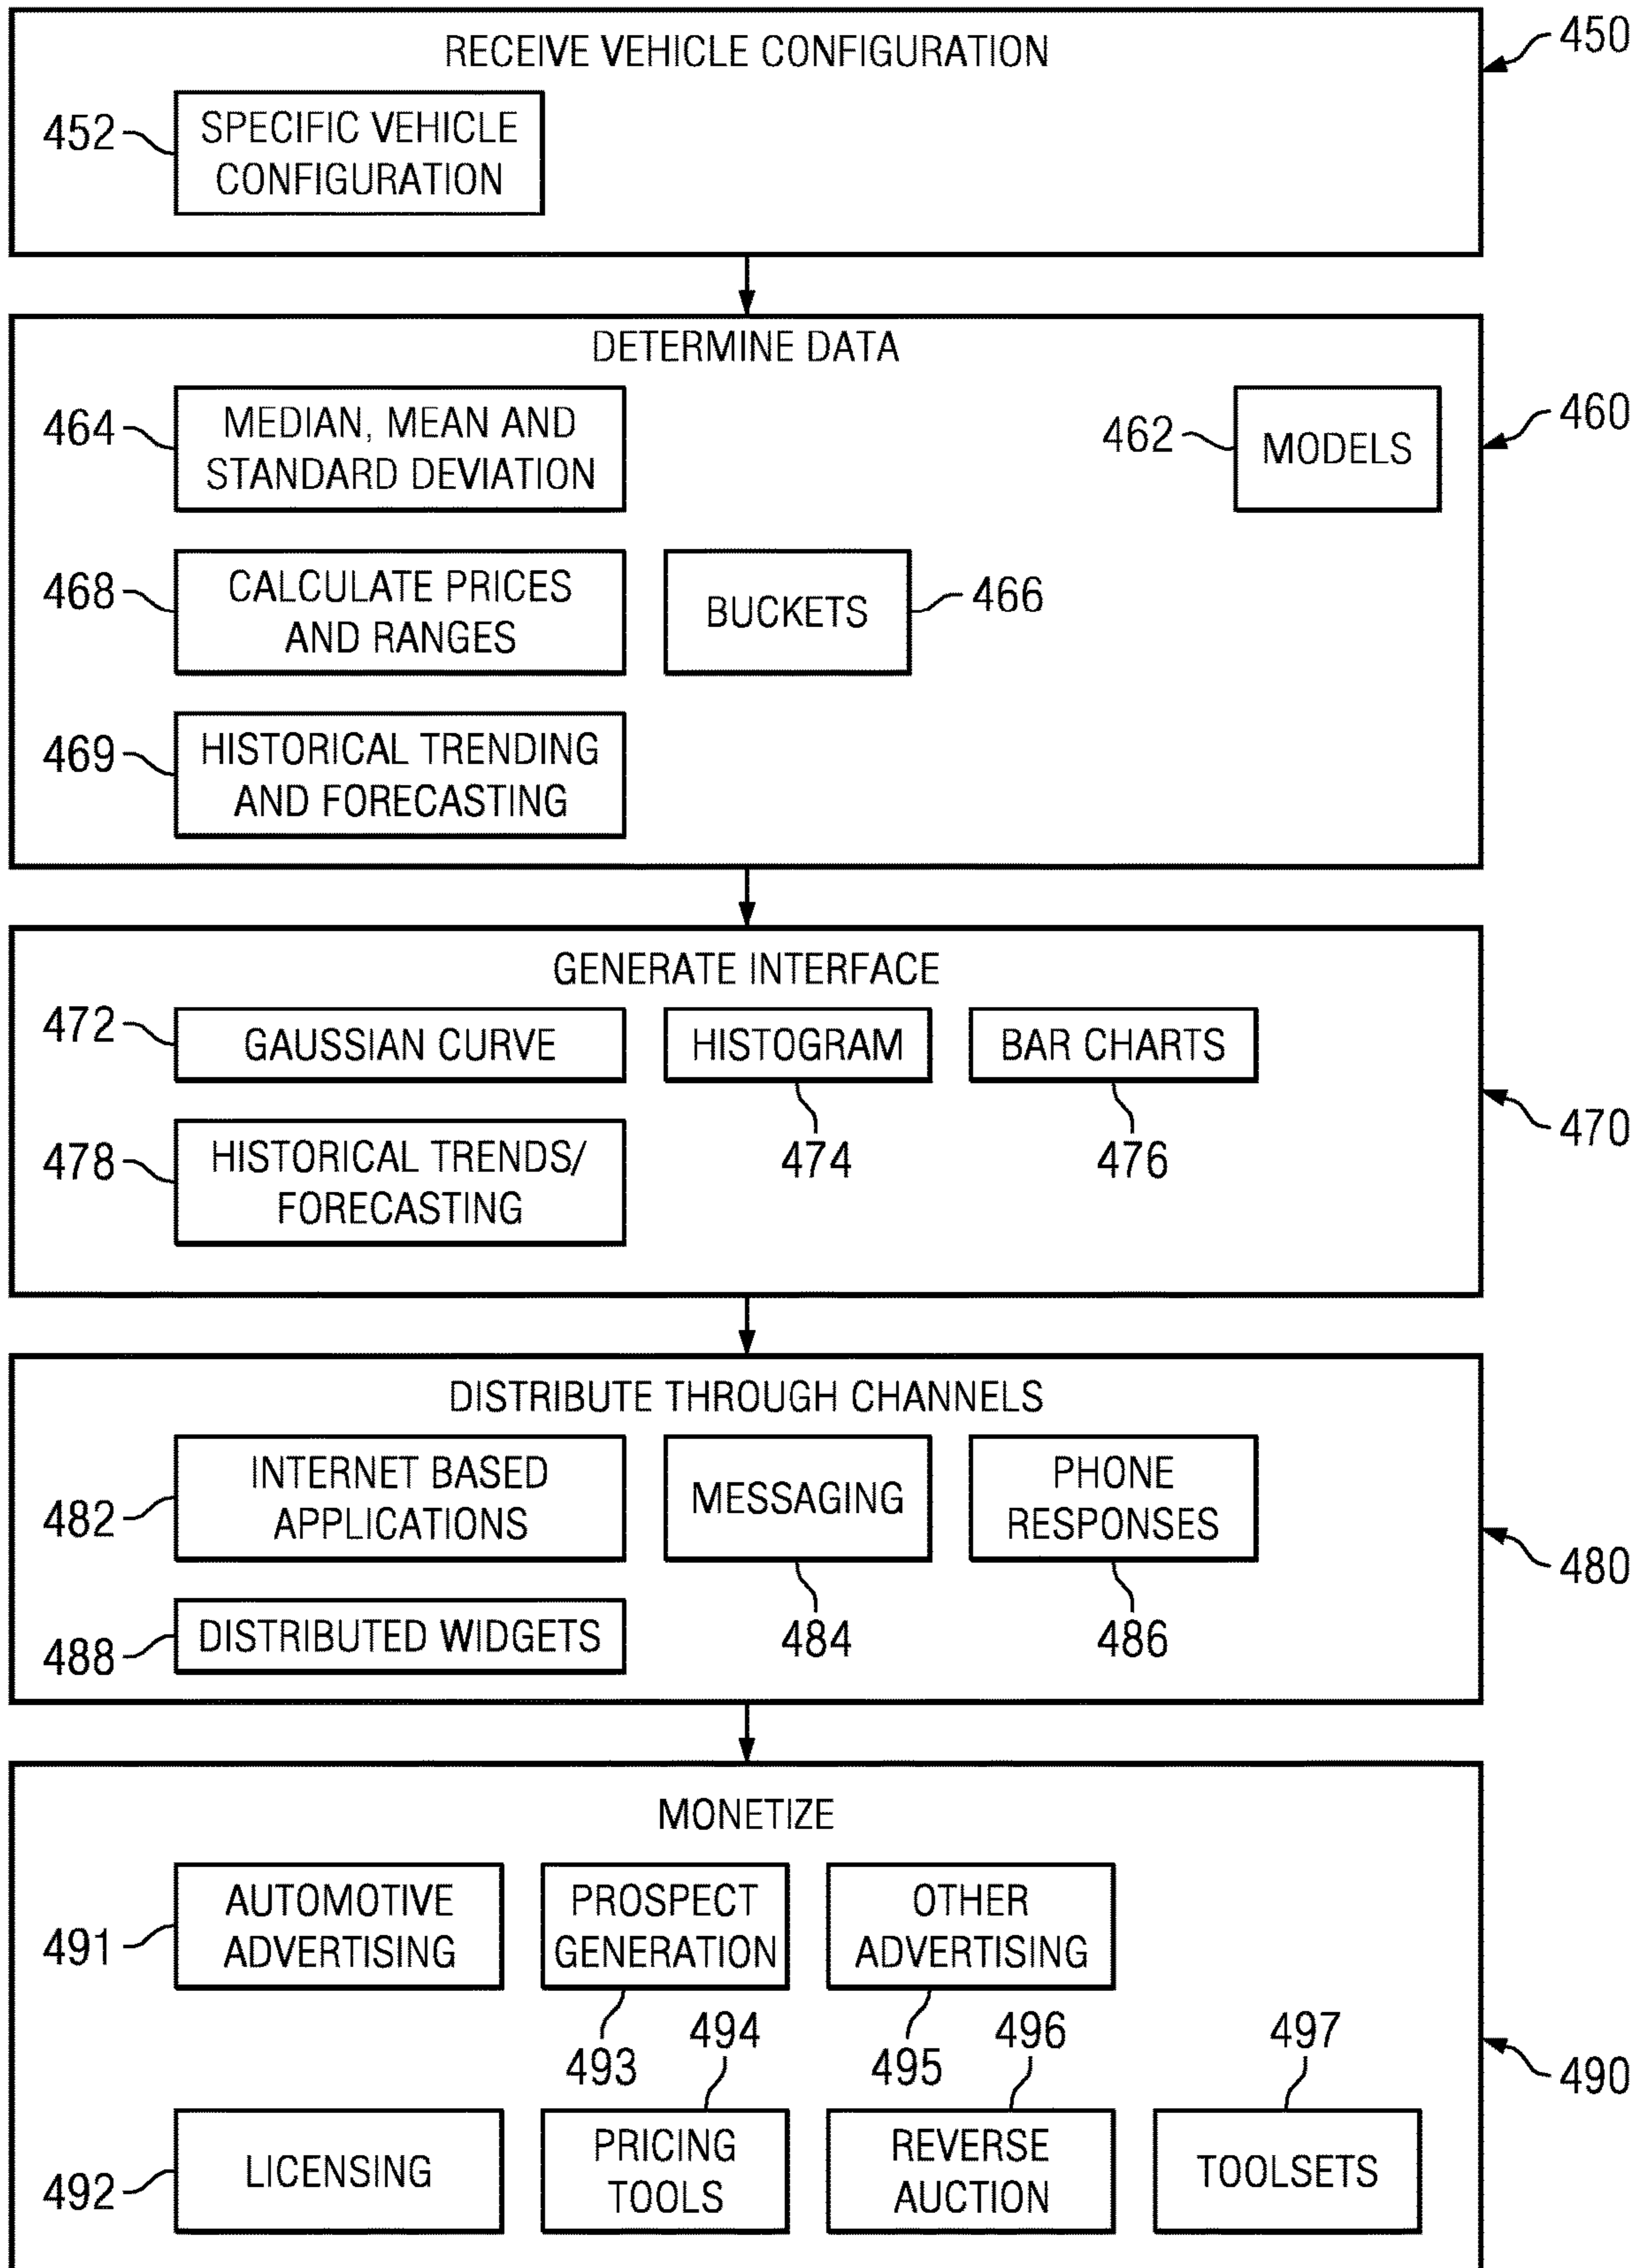 RECEIVE VEHICLE CONFIGURATION
450
452
SPECIFIC VEHICLE
CONFIGURATION
DETERMINE DATA
464
MEDIAN, MEAN AND
STANDARD DEVIATION
462
MODELS
460
468
CALCULATE PRICES
AND RANGES
BUCKETS
466
469
HISTORICAL TRENDING
AND FORECASTING
GENERATE INTERFACE
472
GAUSSIAN CURVE
HISTOGRAM
BAR CHARTS
474
476
470
478
HISTORICAL TRENDS/
FORECASTING
DISTRIBUTE THROUGH CHANNELS
482
INTERNET BASED
APPLICATIONS
MESSAGING
PHONE
RESPONSES
480
484
486
488
DISTRIBUTED WIDGETS
MONETIZE
491
AUTOMOTIVE
ADVERTISING
PROSPECT
GENERATION
OTHER
ADVERTISING
493
494
495
496
497
490
492
LICENSING
PRICING
TOOLS
REVERSE
AUCTION
TOOLSETS